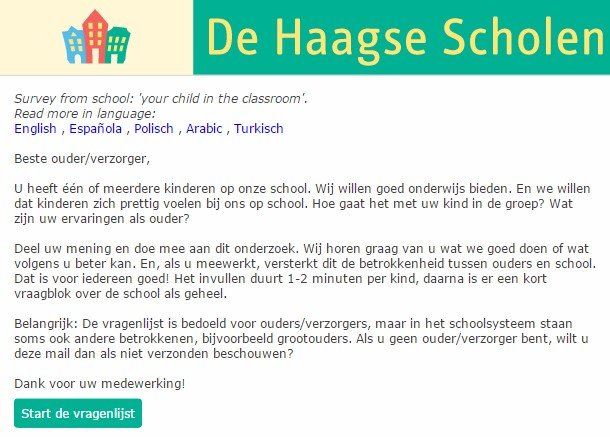 De Haagse Scholen
Survey from school: 'your child in the classroom'.
Read more in language:
English , Española , Polisch , Arabic , Turkisch
Beste ouder/verzorger,
U heeft één of meerdere kinderen op onze school. Wij willen goed onderwijs bieden. En we willen
dat kinderen zich prettig voelen bij ons op school. Hoe gaat het met uw kind in de groep? Wat
zijn uw ervaringen als ouder?
Deel uw mening en doe mee aan dit onderzoek. Wij horen graag van u wat we goed doen of wat
volgens u beter kan. En, als u meewerkt, versterkt dit de betrokkenheid tussen ouders en school.
Dat is voor iedereen goed! Het invullen duurt 1-2 minuten per kind, daarna is er een kort
vraagblok over de school als geheel.
Belangrijk: De vragenlijst is bedoeld voor ouders/verzorgers, maar in het schoolsysteem staan
soms ook andere betrokkenen, bijvoorbeeld grootouders. Als u geen ouder/verzorger bent, wilt u
deze mail dan als niet verzonden beschouwen?
Dank voor uw medewerking!
Start de vragenlijst